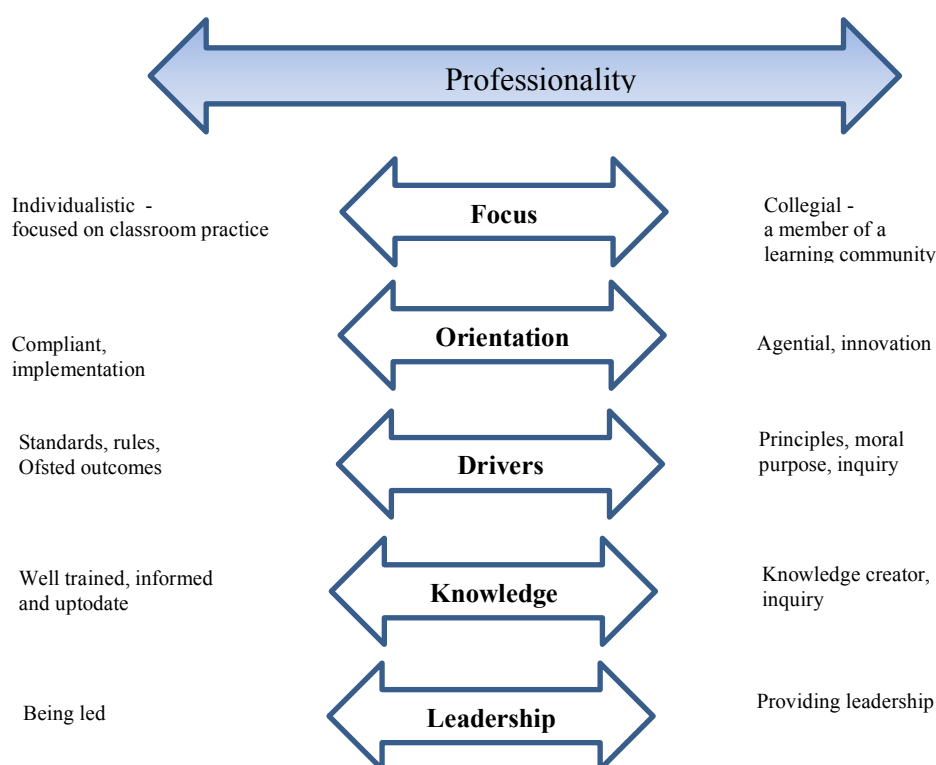 Professionality
Individualistic  -
focused on classroom practice
Focus
Collegial -
a member of a
learning community
Compliant,
implementation
Orientation
Agential, innovation
Standards, rules,
Ofsted outcomes
Drivers
Principles, moral
purpose, inquiry
Well trained, informed
and uptodate
Knowledge
Knowledge creator,
inquiry
Being led
Leadership
Providing leadership